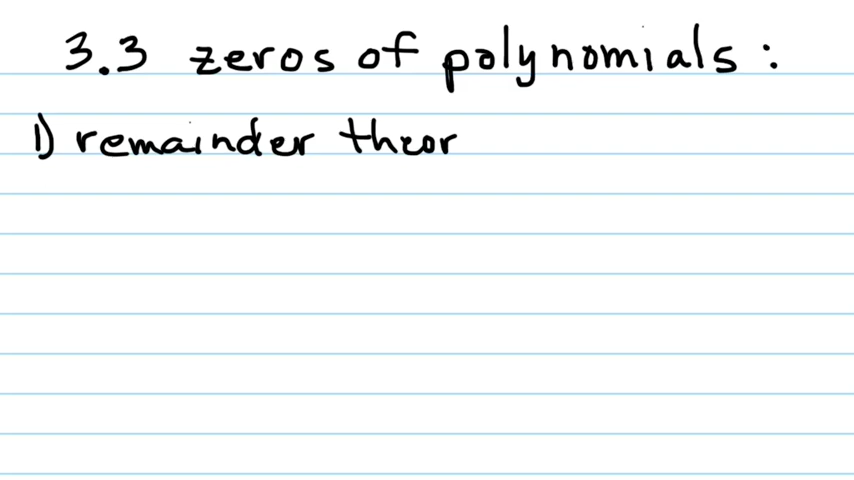 3.3 zeros of polynomials :
1) remainder theor